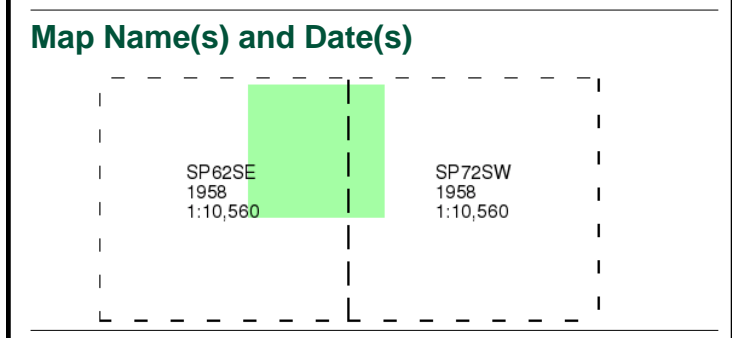 Map Name(s) and Date(s)
SP62SE
1958
1:10,560
SP72SW
1958
1:10,560